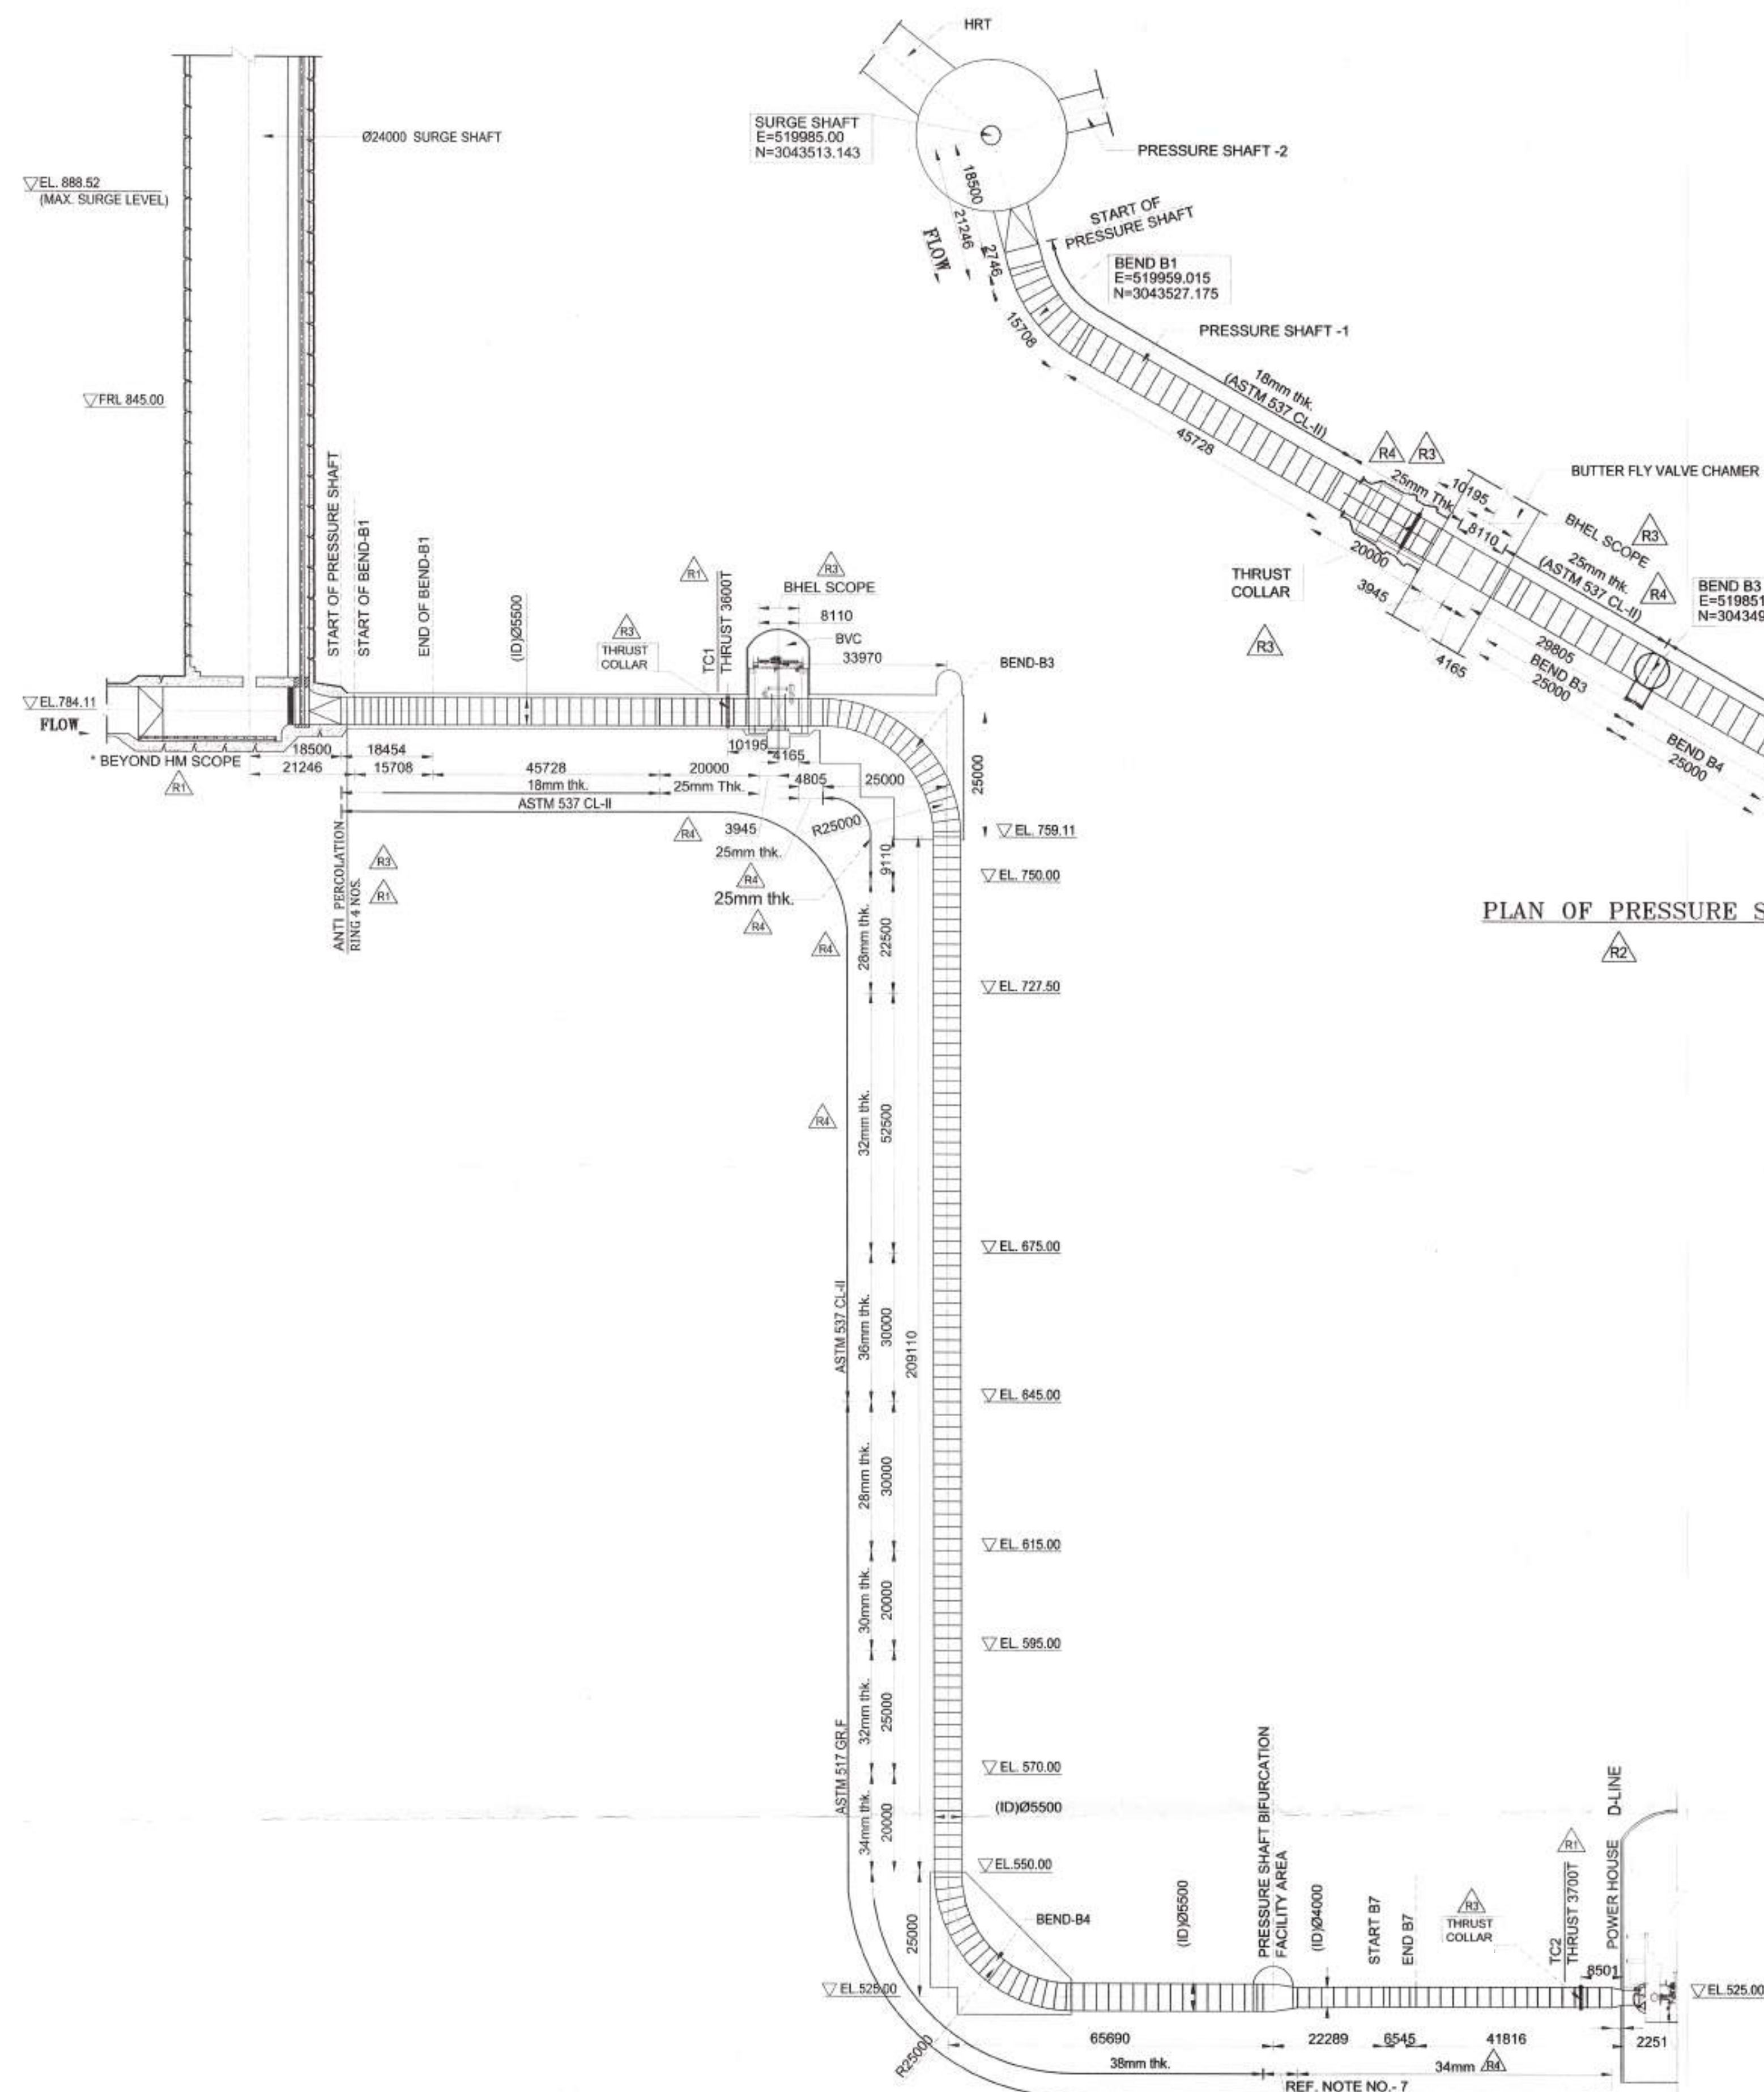 Ø24000 SURGE SHAFT
EL. 888.52
(MAX. SURGE LEVEL)
FRL 845.00
START OF PRESSURE SHAFT
START OF BEND-B1
END OF BEND-B1
(ID)Ø5500
R3
THRUST
COLLAR
R1
TC1
THRUST 3600T
R3
BHEL SCOPE
8110
BVC
33970
BEND-B3
EL.784.11
FLOW
* BEYOND HM SCOPE
R1
18500
18454
21246
15708
45728
20000
10195
4165
4805
25000
25000
18mm thk.
25mm Thk.
ASTM 537 CL-II
R4
3945
R25000
25mm thk.
R4
25mm thk.
R4
ANTI PERCOLATION
RING 4 NOS.
R3
R1
EL. 759.11
9110
EL. 750.00
28mm thk.
22500
R4
EL. 727.50
32mm thk.
52500
R4
EL. 675.00
ASTM 537 CL-II
36mm thk.
30000
209110
EL. 645.00
28mm thk.
30000
EL. 615.00
30mm thk.
20000
EL. 595.00
32mm thk.
25000
ASTM 517 GR.F
EL. 570.00
34mm thk.
20000
(ID)Ø5500
EL.550.00
25000
BEND-B4
EL.525.00
R25000
(ID)Ø5500
PRESSURE SHAFT BIFURCATION
FACILITY AREA
(ID)Ø4000
START B7
END B7
R3
THRUST
COLLAR
R1
TC2
THRUST 3700T
POWER HOUSE D-LINE
8501
EL.525.00
65690
22289
6545
41816
2251
38mm thk.
34mm
R4
REF. NOTE NO.- 7
HRT
SURGE SHAFT
E=519985.00
N=3043513.143
PRESSURE SHAFT -2
18500
21246
2746
FLOW
START OF
PRESSURE SHAFT
BEND B1
E=519959.015
N=3043527.175
15708
PRESSURE SHAFT -1
18mm thk.
(ASTM 537 CL-II)
45728
R4
R3
25mm Thk
10195
BUTTER FLY VALVE CHAMER
8110
BHEL SCOPE
R3
25mm thk.
(ASTM 537 CL-II)
R4
THRUST
COLLAR
R3
20000
3945
4165
29805
BEND B3
25000
BEND B3
E=519851
N=304349
BEND B4
25000
PLAN OF PRESSURE S
R2